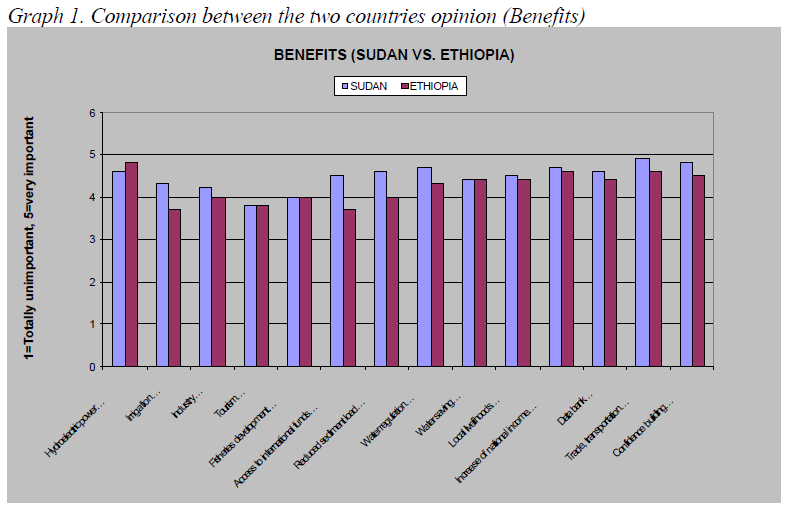 Graph 1. Comparison between the two countries opinion (Benefits)
BENEFITS (SUDAN VS. ETHIOPIA)
SUDAN ETHIOPIA
1=Totally unimportant, 5=very important
6
5
4
3
2
1
0
Hydroelectric power...
Irrigation...
Industry...
Tourism...
Fisheries development...
Access to international funds...
Reduced sediment load...
Water regulation...
Water saving...
Local livelihoods...
Increase of national income...
Data bank...
Trade, transportation...
Confidence building...